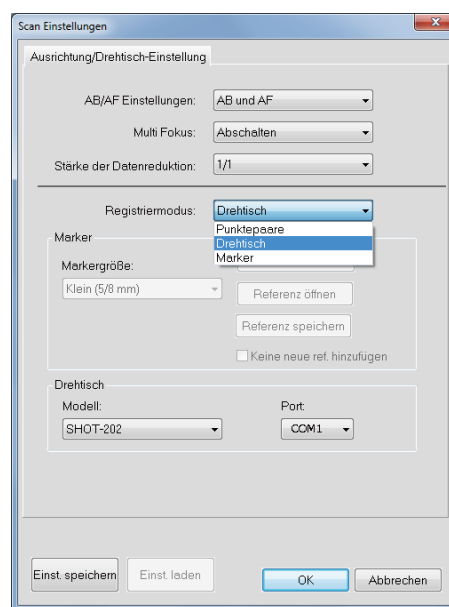 Scan Einstellungen
Ausrichtung/Drehtisch-Einstellung
AB/AF Einstellungen: AB und AF
Multi Fokus: Abschalten
Stärke der Datenreduktion: 1/1
Registriermodus: Drehtisch
Punktepaare
Drehtisch
Marker
Marker
Markergröße:
Klein (5/8 mm)
Referenz öffnen
Referenz speichern
Keine neue ref. hinzufügen
Drehtisch
Modell: Port:
SHOT-202 COM1
Einst. speichern Einst. laden OK Abbrechen